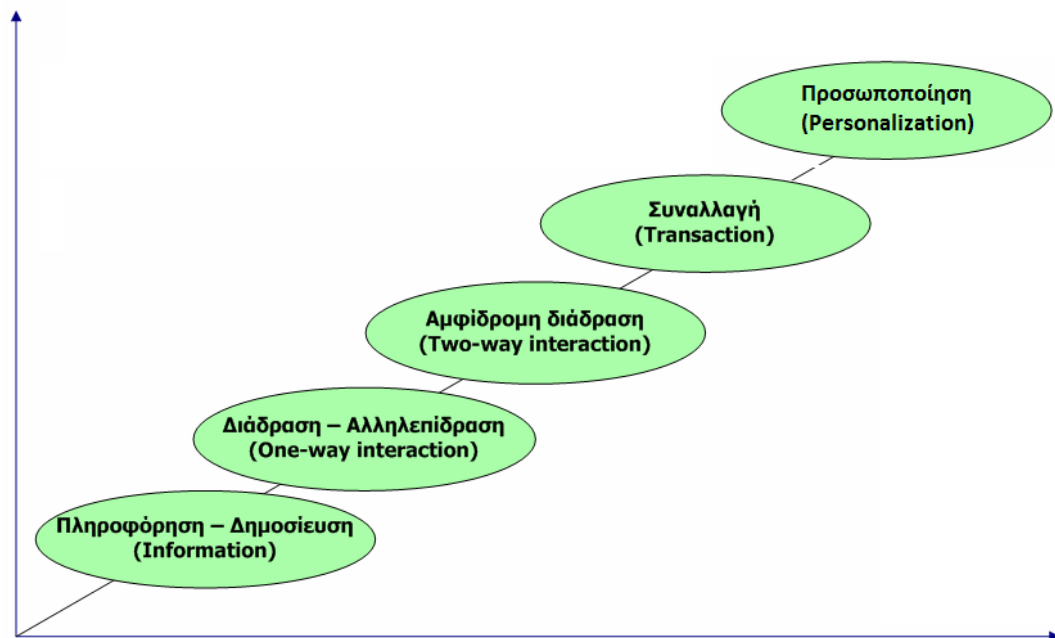 Προσωποποίηση
(Personalization)
Συναλλαγή
(Transaction)
Αμφίδρομη διάδραση
(Two-way interaction)
Διάδραση – Αλληλεπίδραση
(One-way interaction)
Πληροφόρηση – Δημοσίευση
(Information)